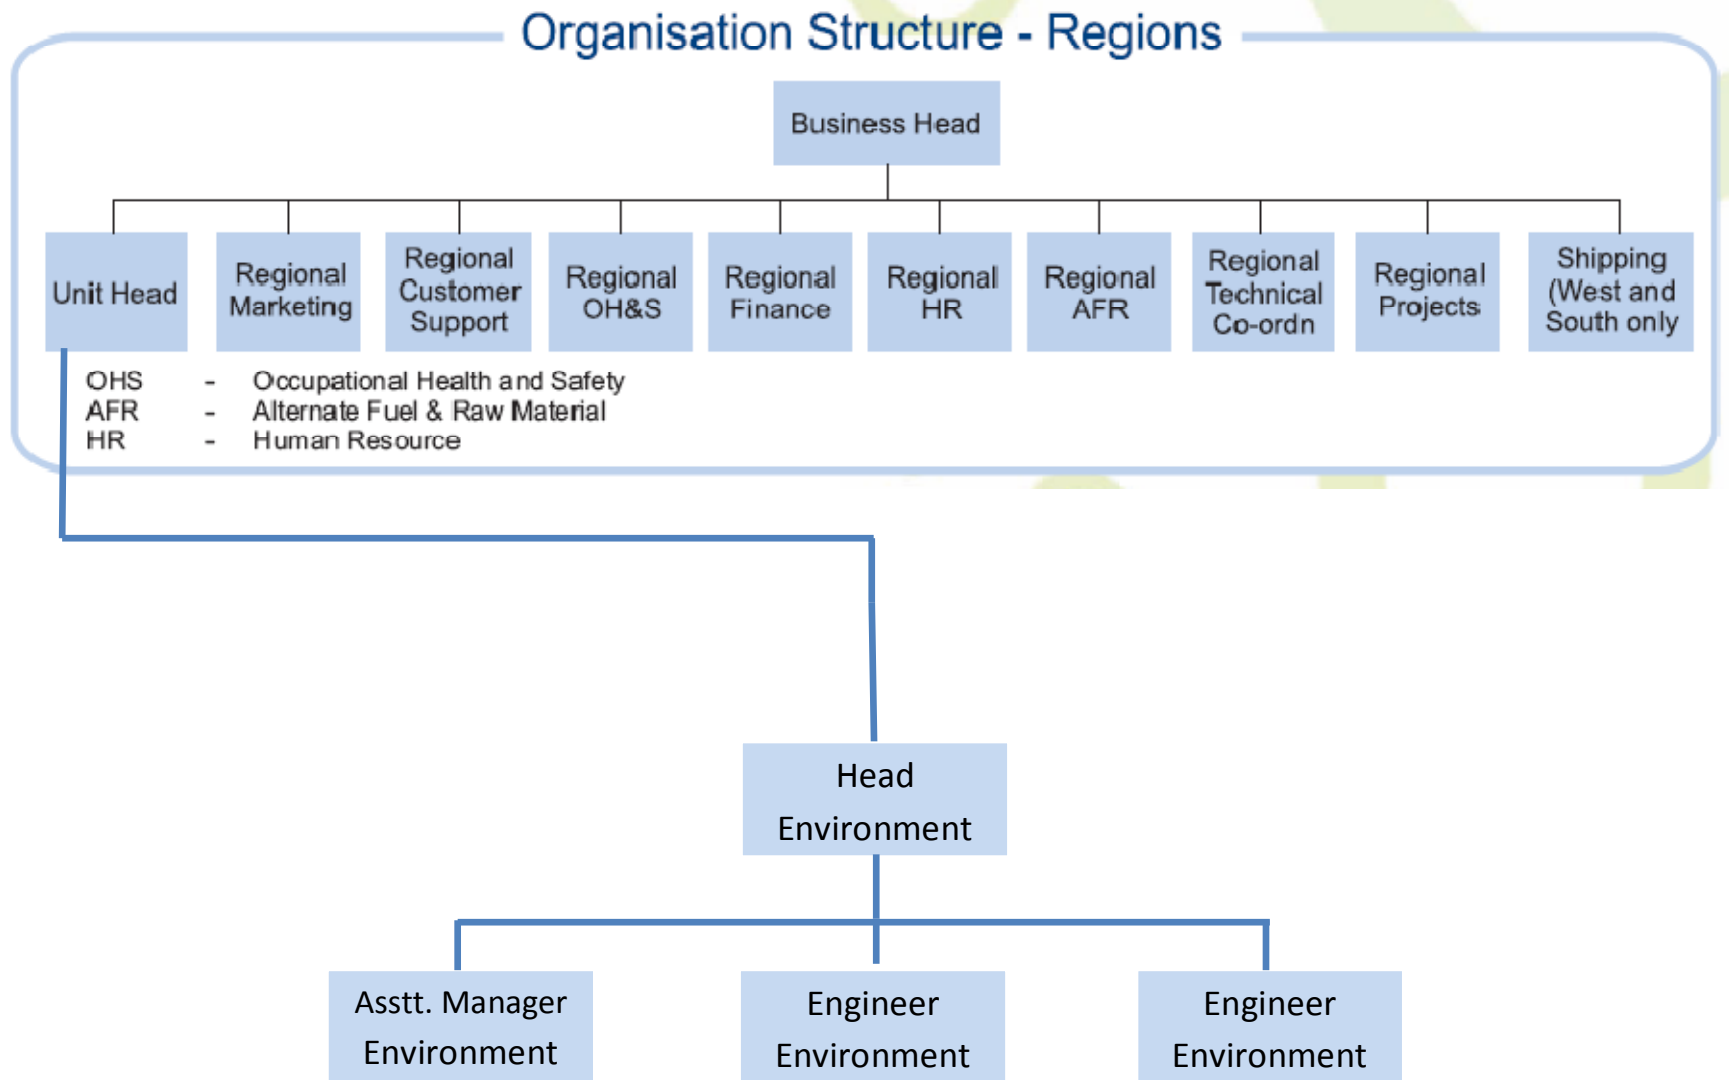 Organisation Structure - Regions
Business Head
Unit Head
Regional
Marketing
Regional
Customer
Support
Regional
OH&S
Regional
Finance
Regional
HR
Regional
AFR
Regional
Technical
Co-ordn
Regional
Projects
Shipping
(West and
South only
OHS - Occupational Health and Safety
AFR - Alternate Fuel & Raw Material
HR - Human Resource
Head
Environment
Asstt. Manager
Environment
Engineer
Environment
Engineer
Environment